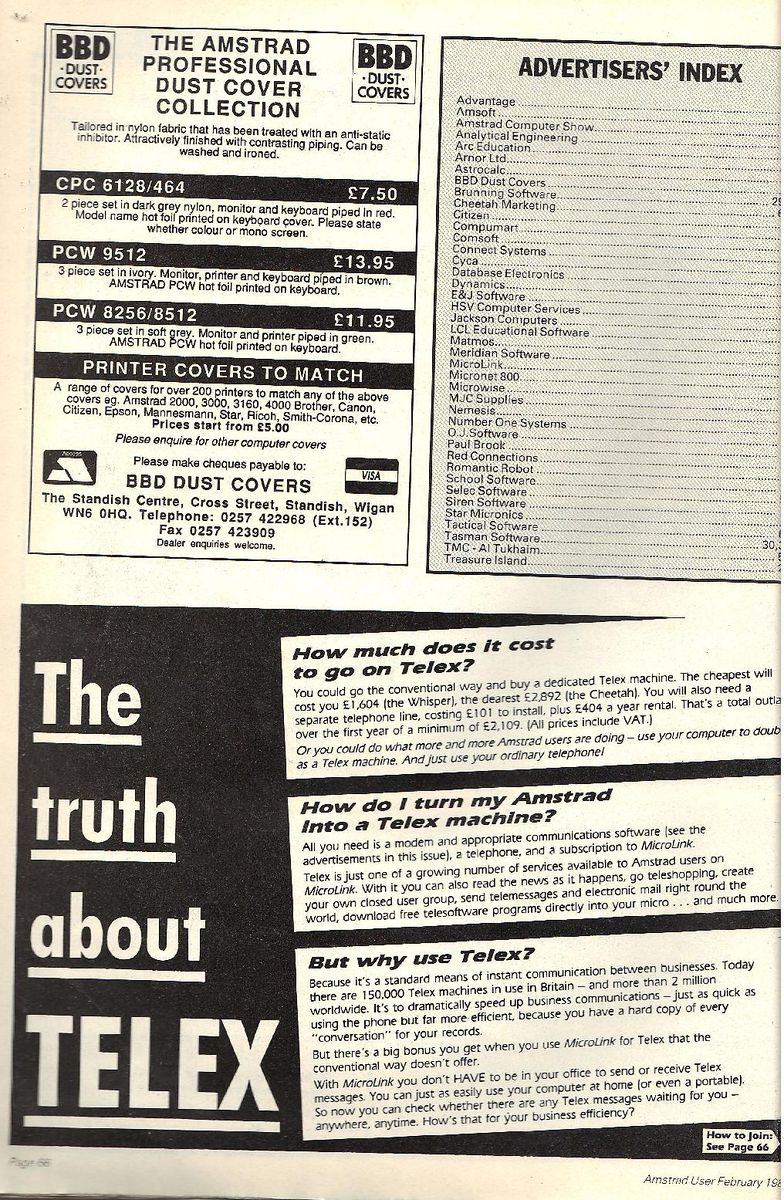 BBD
·DUST·
COVERS
THE AMSTRAD
PROFESSIONAL
DUST COVER
COLLECTION
BBD
·DUST·
COVERS
Tailored in nylon fabric that has been treated with an anti-static
inhibitor. Attractively finished with contrasting piping. Can be
washed and ironed.
CPC 6128/464 £7.50
2 piece set in dark grey nylon, monitor and keyboard piped in red.
Model name hot foil printed on keyboard cover. Please state
whether colour or mono screen.
PCW 9512 £13.95
3 piece set in ivory. Monitor, printer and keyboard piped in brown.
AMSTRAD PCW hot foil printed on keyboard.
PCW 8256/8512 £11.95
3 piece set in soft grey. Monitor and printer piped in green.
AMSTRAD PCW hot foil printed on keyboard.
PRINTER COVERS TO MATCH
A range of covers for over 200 printers to match any of the above
covers eg. Amstrad 2000, 3000, 3160, 4000 Brother, Canon,
Citizen, Epson, Mannesmann, Star, Ricoh, Smith-Corona, etc.
Prices start from £5.00
Please enquire for other computer covers
Access
Please make cheques payable to:
VISA
BBD DUST COVERS
The Standish Centre, Cross Street, Standish, Wigan
WN6 0HQ. Telephone: 0257 422968 (Ext.152)
Fax 0257 423909
Dealer enquiries welcome.
ADVERTISERS' INDEX
Advantage
Amsoft
Amstrad Computer Show
Analytical Engineering
Arc Education
Arnor Ltd
Astrocalc
BBD Dust Covers
Brunning Software
Cheetah Marketing
Citizen
Compumart
Comsoft
Connect Systems
Cyca
Database Electronics
Dynamics
E&J Software
HSV Computer Services
Jackson Computers
LCL Educational Software
Matmos
Meridian Software
MicroLink
Micronet 800
Microwise
MJC Supplies
Nemesis
Number One Systems
O.J.Software
Paul Brook
Red Connections
Romantic Robot
School Software
Selec Software
Siren Software
Star Micronics
Tactical Software
Tasman Software
TMC - Al Tukhaim 30,
Treasure Island
The
truth
about
TELEX
How much does it cost
to go on Telex?
You could go the conventional way and buy a dedicated Telex machine. The cheapest will
cost you £1,604 (the Whisper), the dearest £2,892 (the Cheetah). You will also need a
separate telephone line, costing £101 to install, plus £404 a year rental. That's a total outla
over the first year of a minimum of £2,109. (All prices include VAT.)
Or you could do what more and more Amstrad users are doing – use your computer to doub
as a Telex machine. And just use your ordinary telephone!
How do I turn my Amstrad
into a Telex machine?
All you need is a modem and appropriate communications software (see the
advertisements in this issue), a telephone, and a subscription to MicroLink.
Telex is just one of a growing number of services available to Amstrad users on
MicroLink. With it you can also read the news as it happens, go teleshopping, create
your own closed user group, send telemessages and electronic mail right round the
world, download free telesoftware programs directly into your micro . . . and much more.
But why use Telex?
Because it's a standard means of instant communication between businesses. Today
there are 150,000 Telex machines in use in Britain – and more than 2 million
worldwide. It's to dramatically speed up business communications – just as quick as
using the phone but far more efficient, because you have a hard copy of every
"conversation" for your records.
But there's a big bonus you get when you use MicroLink for Telex that the
conventional way doesn't offer.
With MicroLink you don't HAVE to be in your office to send or receive Telex
messages. You can just as easily use your computer at home (or even a portable).
So now you can check whether there are any Telex messages waiting for you –
anywhere, anytime. How's that for your business efficiency?
How to Join:
See Page 66
Page 66
Amstrad User February 19